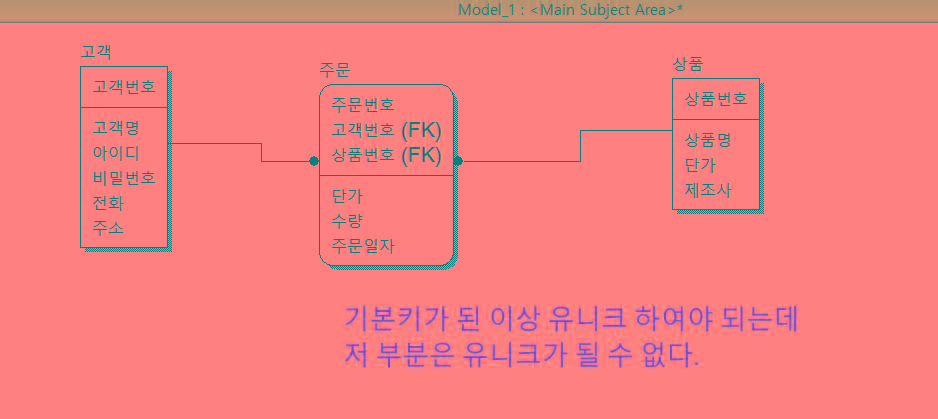 Model_1 : <Main Subject Area>*
고객
고객번호
고객명
아이디
비밀번호
전화
주소
주문
주문번호
고객번호 (FK)
상품번호 (FK)
단가
수량
주문일자
상품
상품번호
상품명
단가
제조사
기본키가 된 이상 유니크 하여야 되는데
저 부분은 유니크가 될 수 없다.